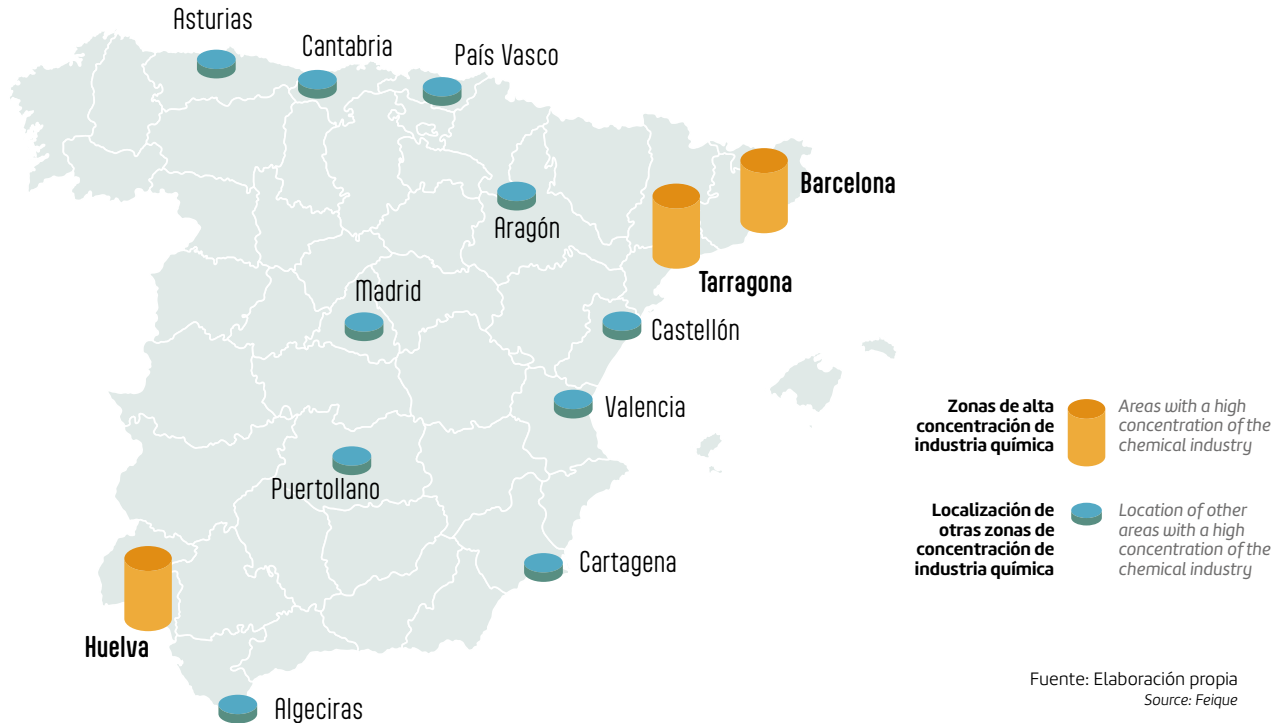 Asturias
Cantabria
País Vasco
Barcelona
Aragón
Tarragona
Madrid
Castellón
Valencia
Puertollano
Cartagena
Huelva
Algeciras
Zonas de alta
concentración de
industria química
Areas with a high
concentration of the
chemical industry
Localización de
otras zonas de
concentración de
industria química
Location of other
areas with a high
concentration of the
chemical industry
Fuente: Elaboración propia
Source: Feique